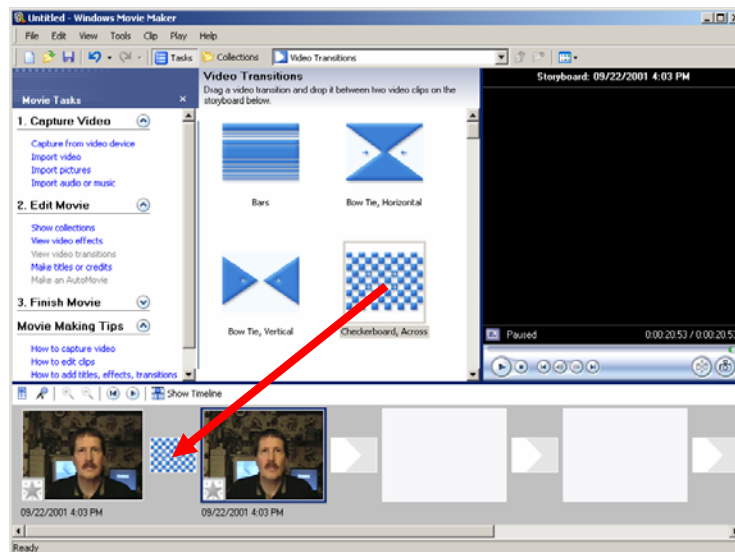 Untitled - Windows Movie Maker
File Edit View Tools Clip Play Help
Tasks Collections Video Transitions
Movie Tasks ×
1. Capture Video
Capture from video device
Import video
Import pictures
Import audio or music
2. Edit Movie
Show collections
View video effects
View video transitions
Make titles or credits
Make an AutoMovie
3. Finish Movie
Movie Making Tips
How to capture video
How to edit clips
How to add titles, effects, transitions
Video Transitions
Drag a video transition and drop it between two video clips on the
storyboard below.
Bars
Bow Tie, Horizontal
Bow Tie, Vertical
Checkerboard, Across
Storyboard: 09/22/2001 4:03 PM
Paused 0:00:20.53 / 0:00:20.53
Show Timeline
09/22/2001 4:03 PM
09/22/2001 4:03 PM
Ready